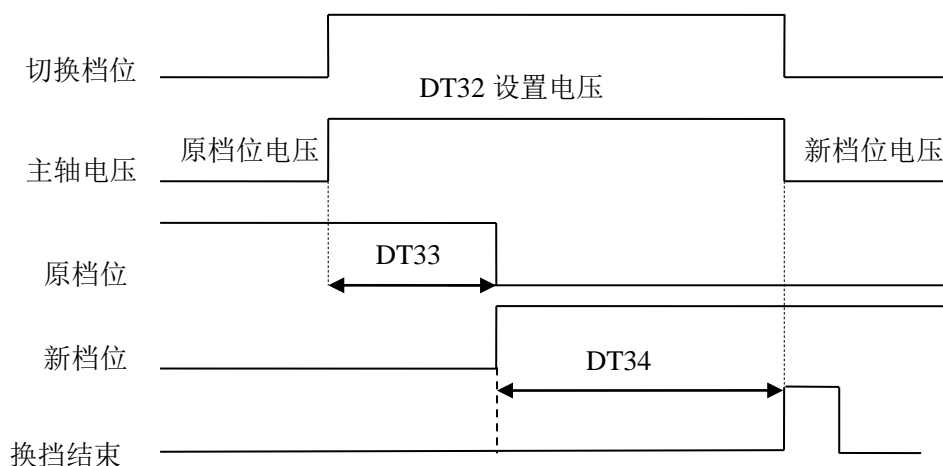 切换档位
DT32 设置电压
主轴电压
原档位电压
新档位电压
原档位
DT33
新档位
DT34
换挡结束